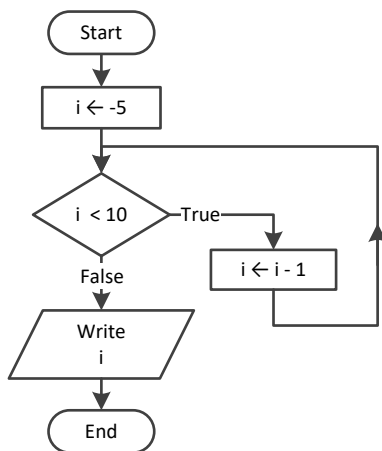 Start
i ← -5
i < 10
True
i ← i - 1
False
Write
i
End